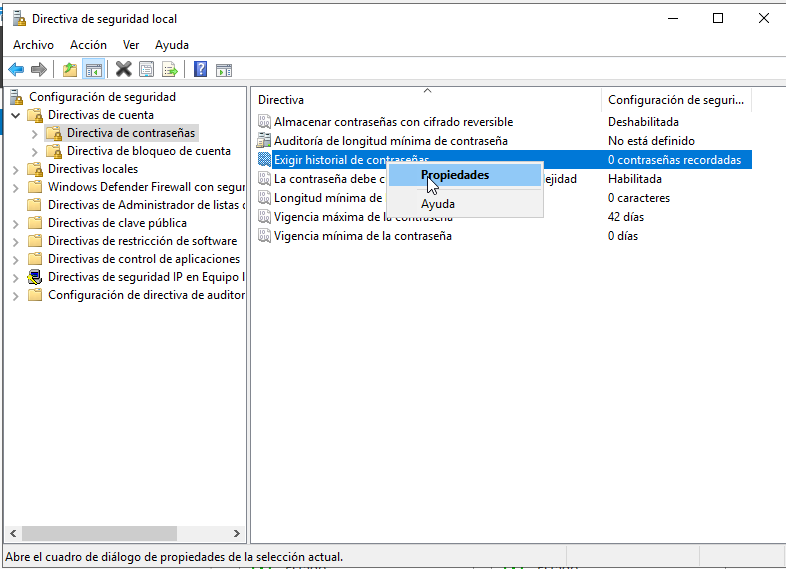 Directiva de seguridad local
Archivo Acción Ver Ayuda
Configuración de seguridad
Directivas de cuenta
Directiva de contraseñas
Directiva de bloqueo de cuenta
Directivas locales
Windows Defender Firewall con segur
Directivas de Administrador de listas d
Directivas de clave pública
Directivas de restricción de software
Directivas de control de aplicaciones
Directivas de seguridad IP en Equipo l
Configuración de directiva de auditor
Directiva Configuración de seguri...
Almacenar contraseñas con cifrado reversible Deshabilitada
Auditoría de longitud mínima de contraseña No está definido
Exigir historial de contraseñas 0 contraseñas recordadas
La contraseña debe c ejidad Habilitada
Longitud mínima de 0 caracteres
Vigencia máxima de la contraseña 42 días
Vigencia mínima de la contraseña 0 días
Propiedades
Ayuda
Abre el cuadro de diálogo de propiedades de la selección actual.